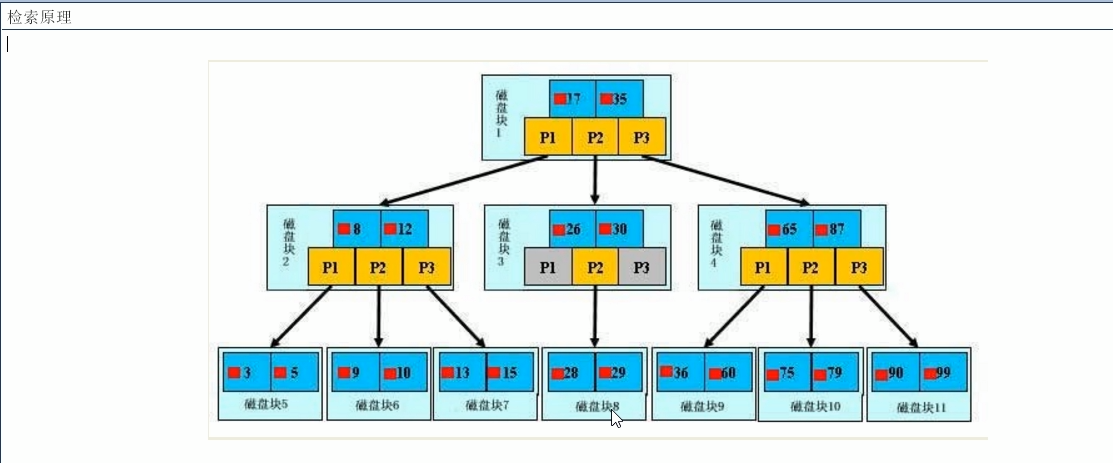 检索原理
磁盘块1
17 35
P1 P2 P3
磁盘块2
8 12
P1 P2 P3
磁盘块3
26 30
P1 P2 P3
磁盘块4
65 87
P1 P2 P3
3 5
磁盘块5
9 10
磁盘块6
13 15
磁盘块7
28 29
磁盘块8
36 60
磁盘块9
75 79
磁盘块10
90 99
磁盘块11